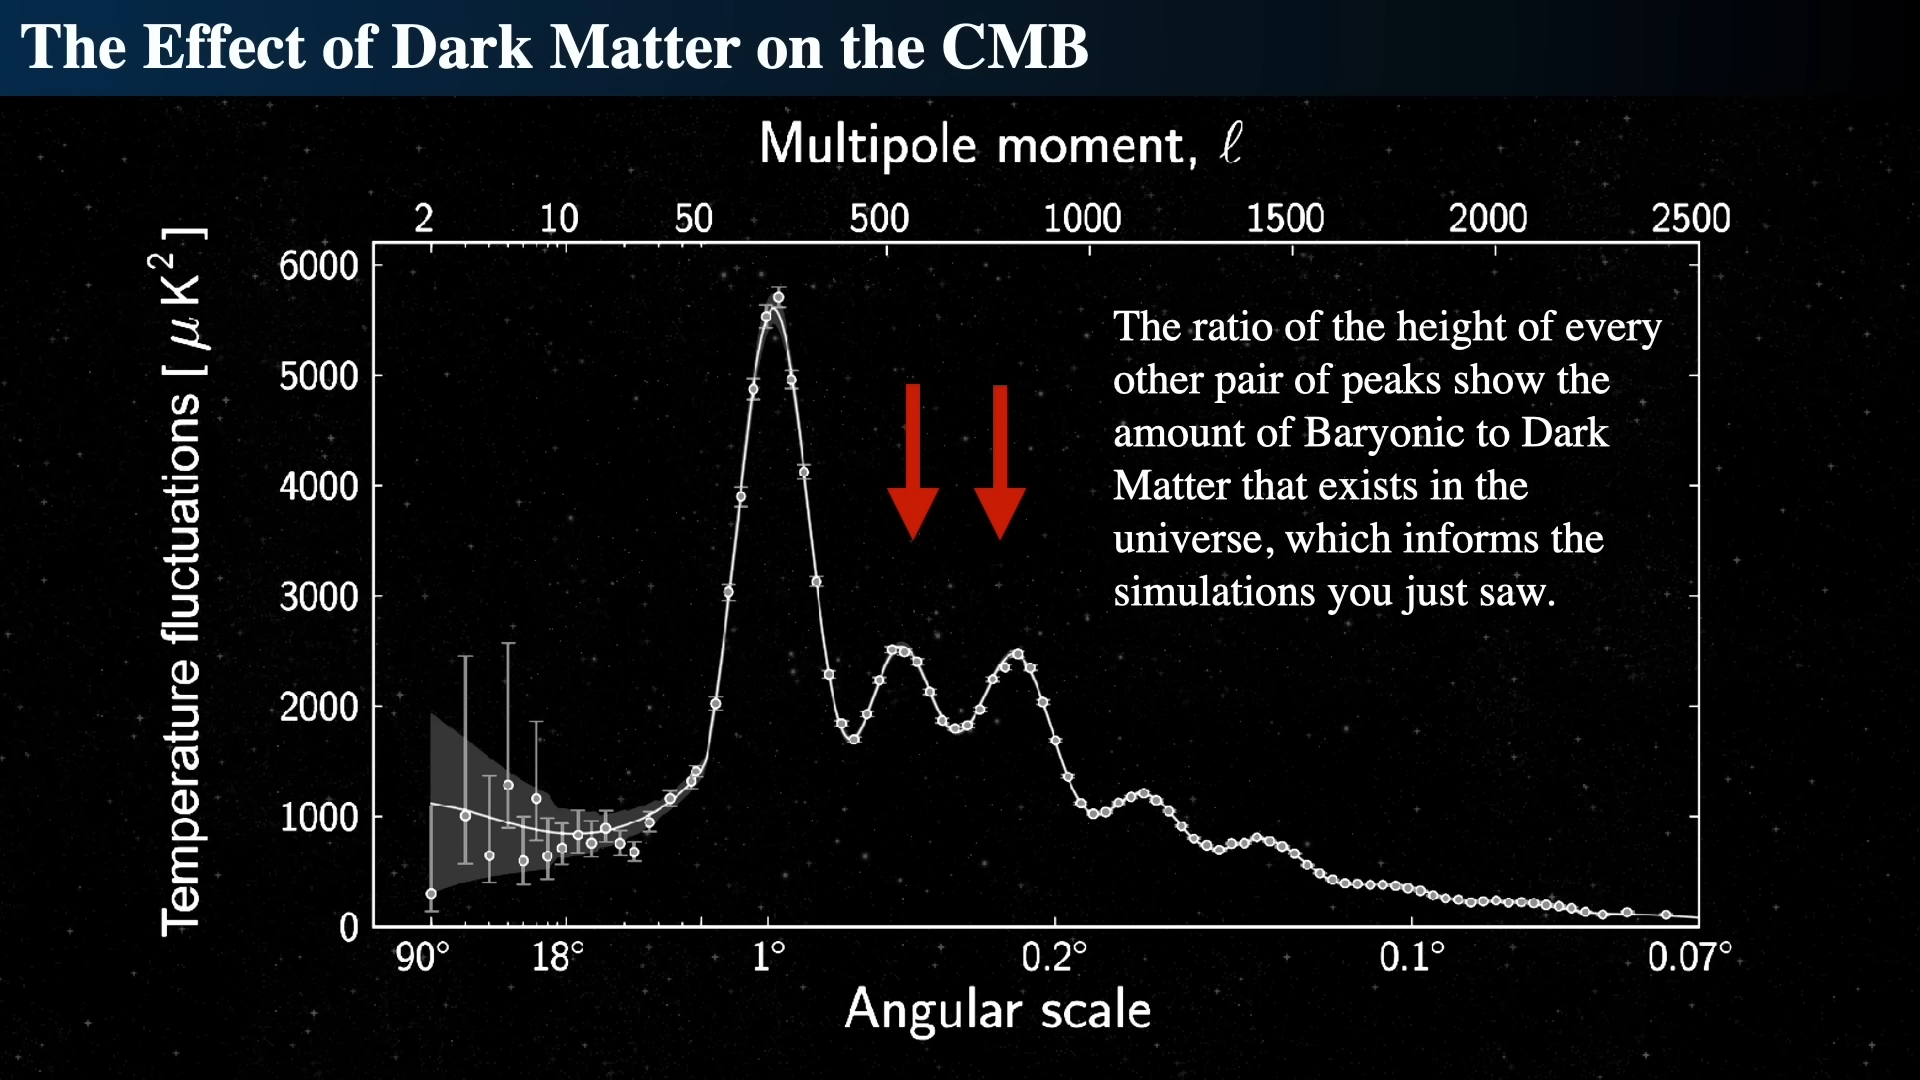 The Effect of Dark Matter on the CMB
Multipole moment, ℓ
2 10 50 500 1000 1500 2000 2500
Temperature fluctuations [ μ K² ]
6000
5000
4000
3000
2000
1000
0
The ratio of the height of every
other pair of peaks show the
amount of Baryonic to Dark
Matter that exists in the
universe, which informs the
simulations you just saw.
90° 18° 1° 0.2° 0.1° 0.07°
Angular scale